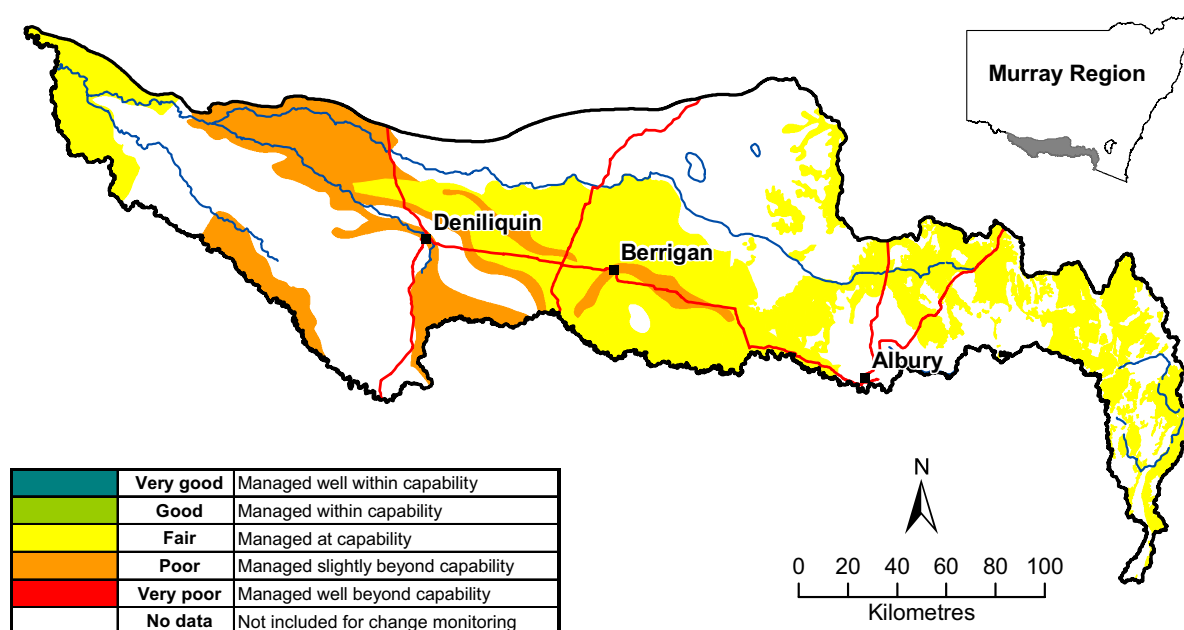 Murray Region
Deniliquin
Berrigan
Albury
Very good Managed well within capability
Good Managed within capability
Fair Managed at capability
Poor Managed slightly beyond capability
Very poor Managed well beyond capability
No data Not included for change monitoring
N
0 20 40 60 80 100
Kilometres